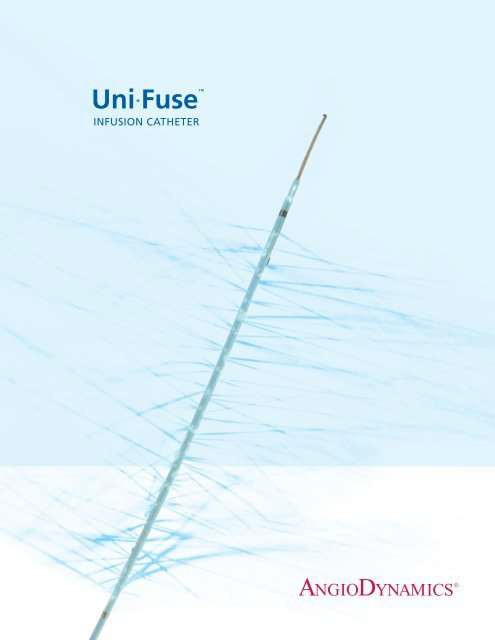 Uni·Fuse™
INFUSION CATHETER
ANGIODYNAMICS®